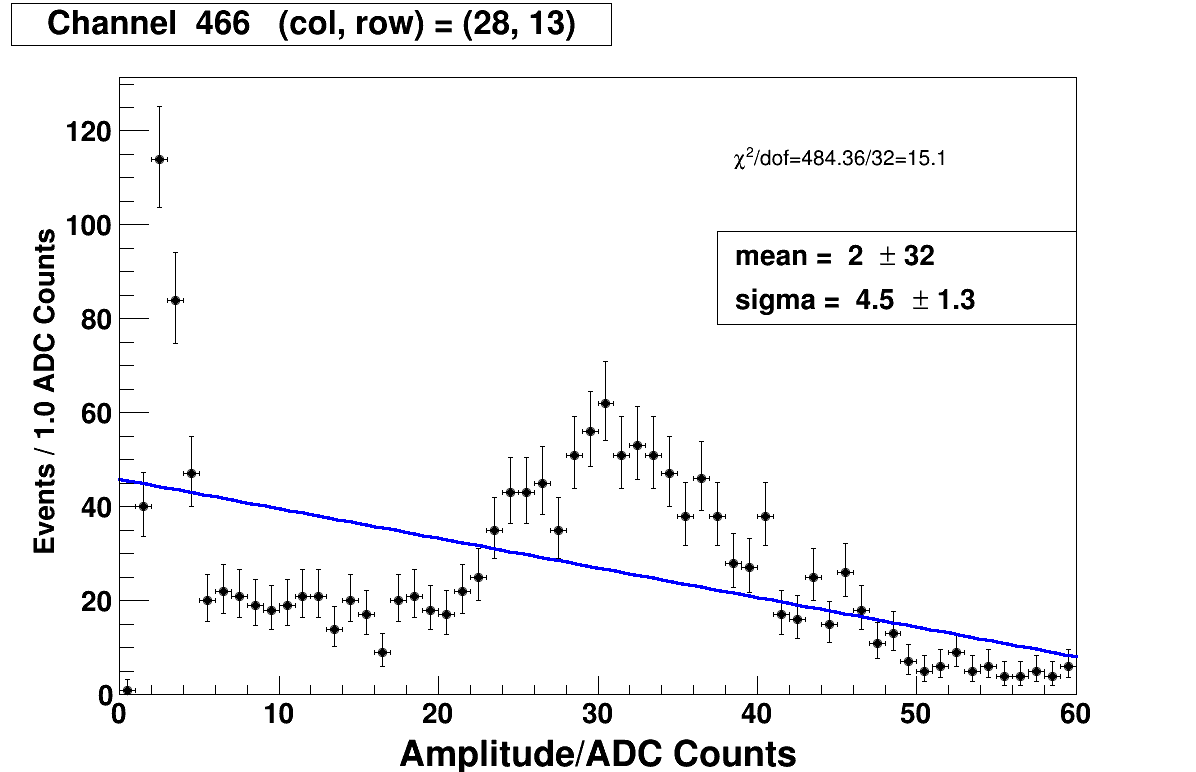 Channel 466 (col, row) = (28, 13)
χ²/dof=484.36/32=15.1
mean = 2 ± 32
sigma = 4.5 ± 1.3
Events / 1.0 ADC Counts
120
100
80
60
40
20
0
0 10 20 30 40 50 60
Amplitude/ADC Counts